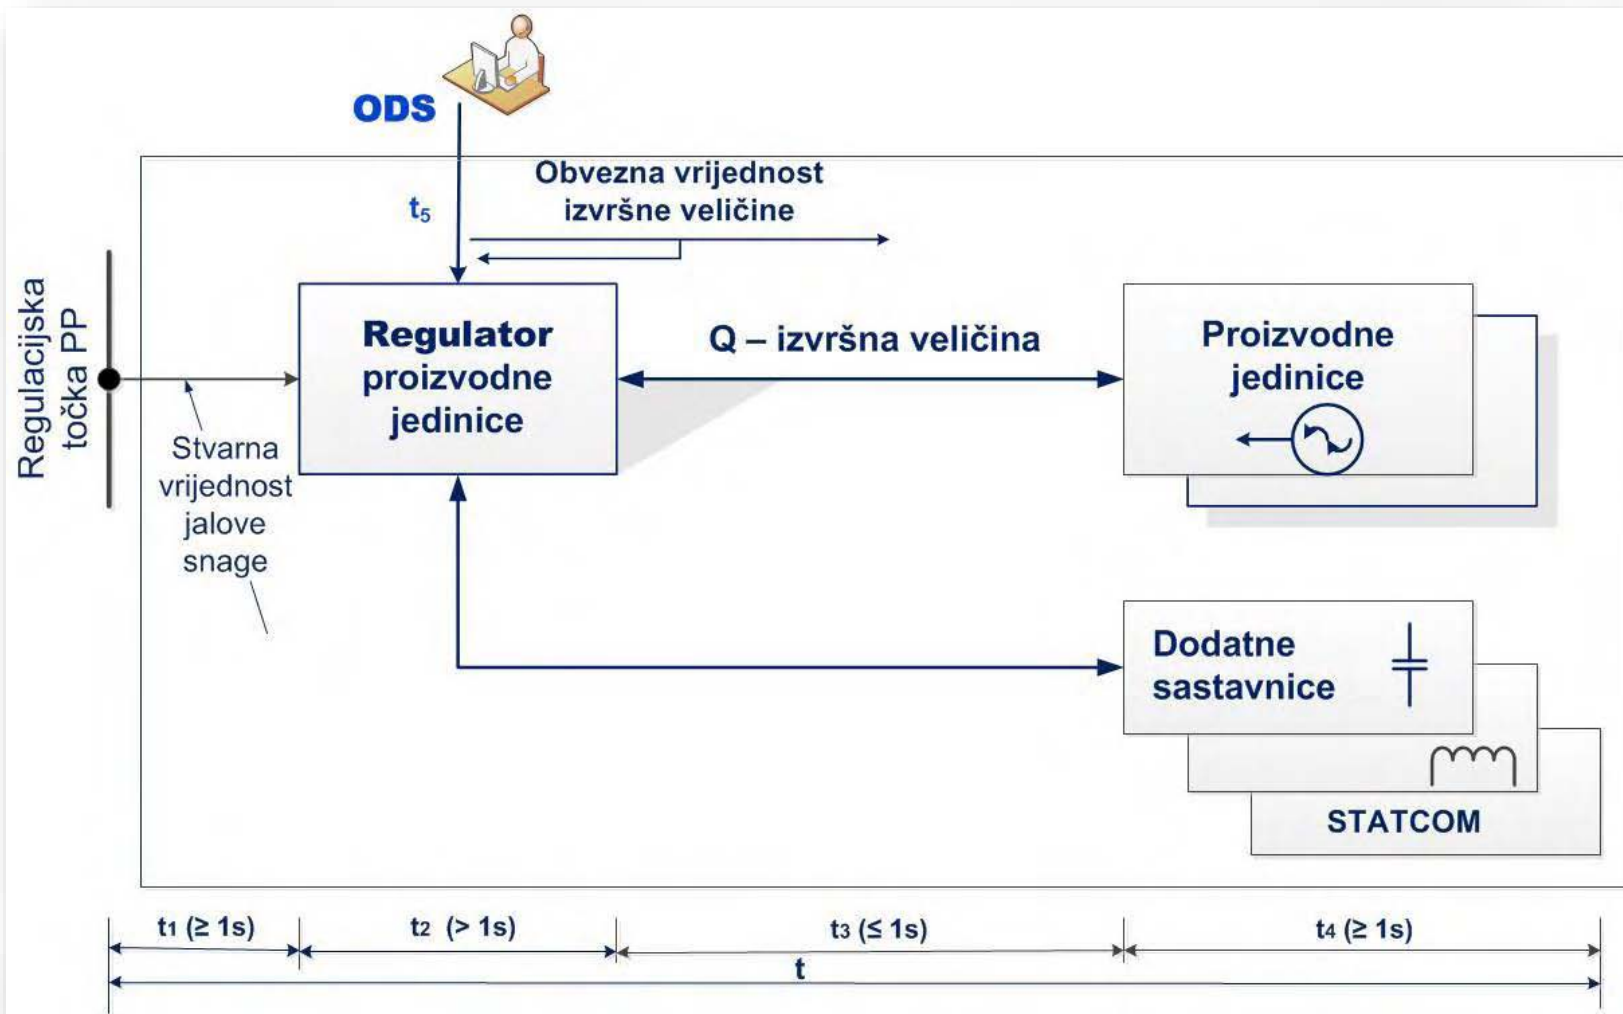 ODS
Obvezna vrijednost
izvršne veličine
t5
Regulacijska
točka PP
Regulator
proizvodne
jedinice
Q – izvršna veličina
Proizvodne
jedinice
Stvarna
vrijednost
jalove
snage
Dodatne
sastavnice
STATCOM
t1 (≥ 1s)
t2 (> 1s)
t3 (≤ 1s)
t4 (≥ 1s)
t